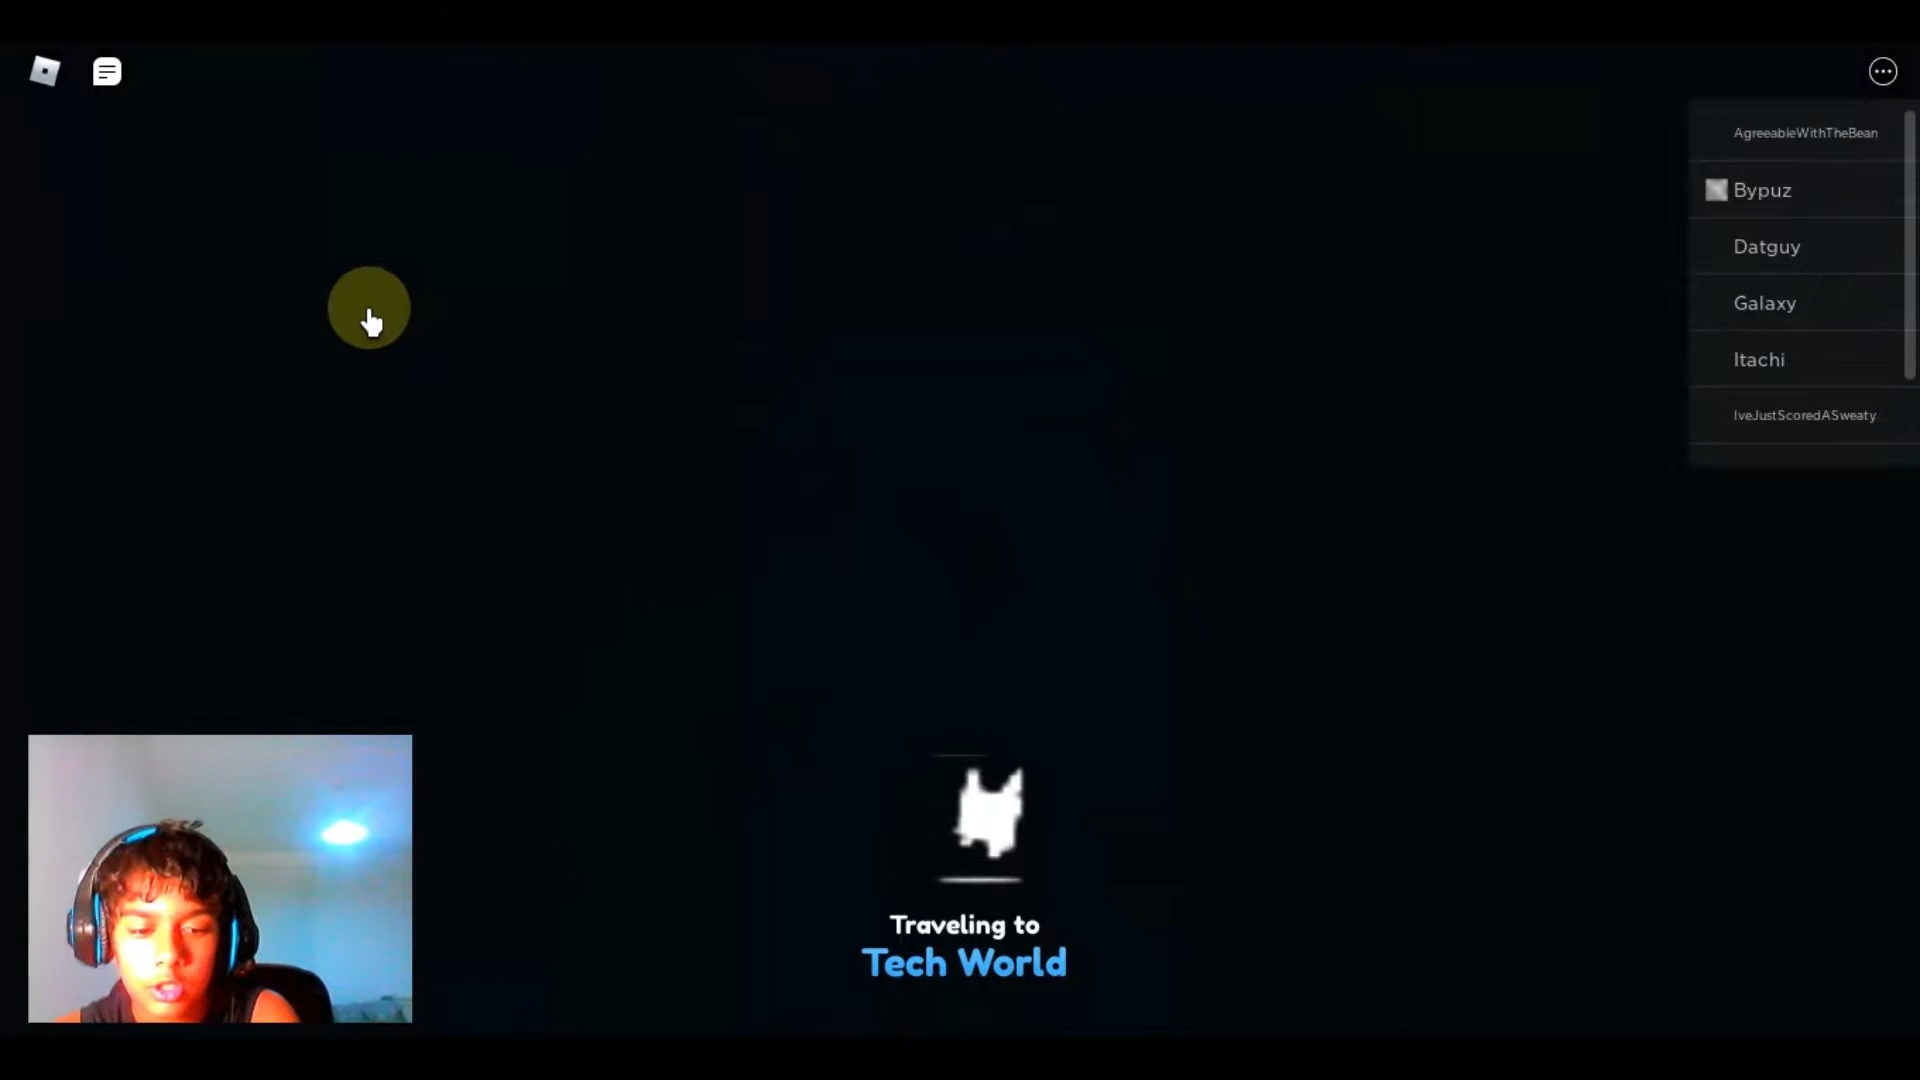 AgreeableWithTheBean
Bypuz
Datguy
Galaxy
Itachi
IveJustScoredASweaty
Traveling to
Tech World